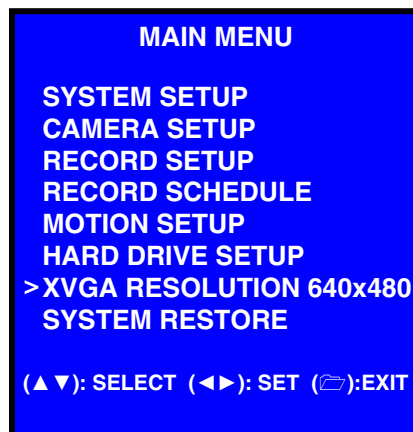 MAIN MENU
SYSTEM SETUP
CAMERA SETUP
RECORD SETUP
RECORD SCHEDULE
MOTION SETUP
HARD DRIVE SETUP
>XVGA RESOLUTION 640x480
SYSTEM RESTORE
(▲ ▼): SELECT (◄►): SET (🗁):EXIT